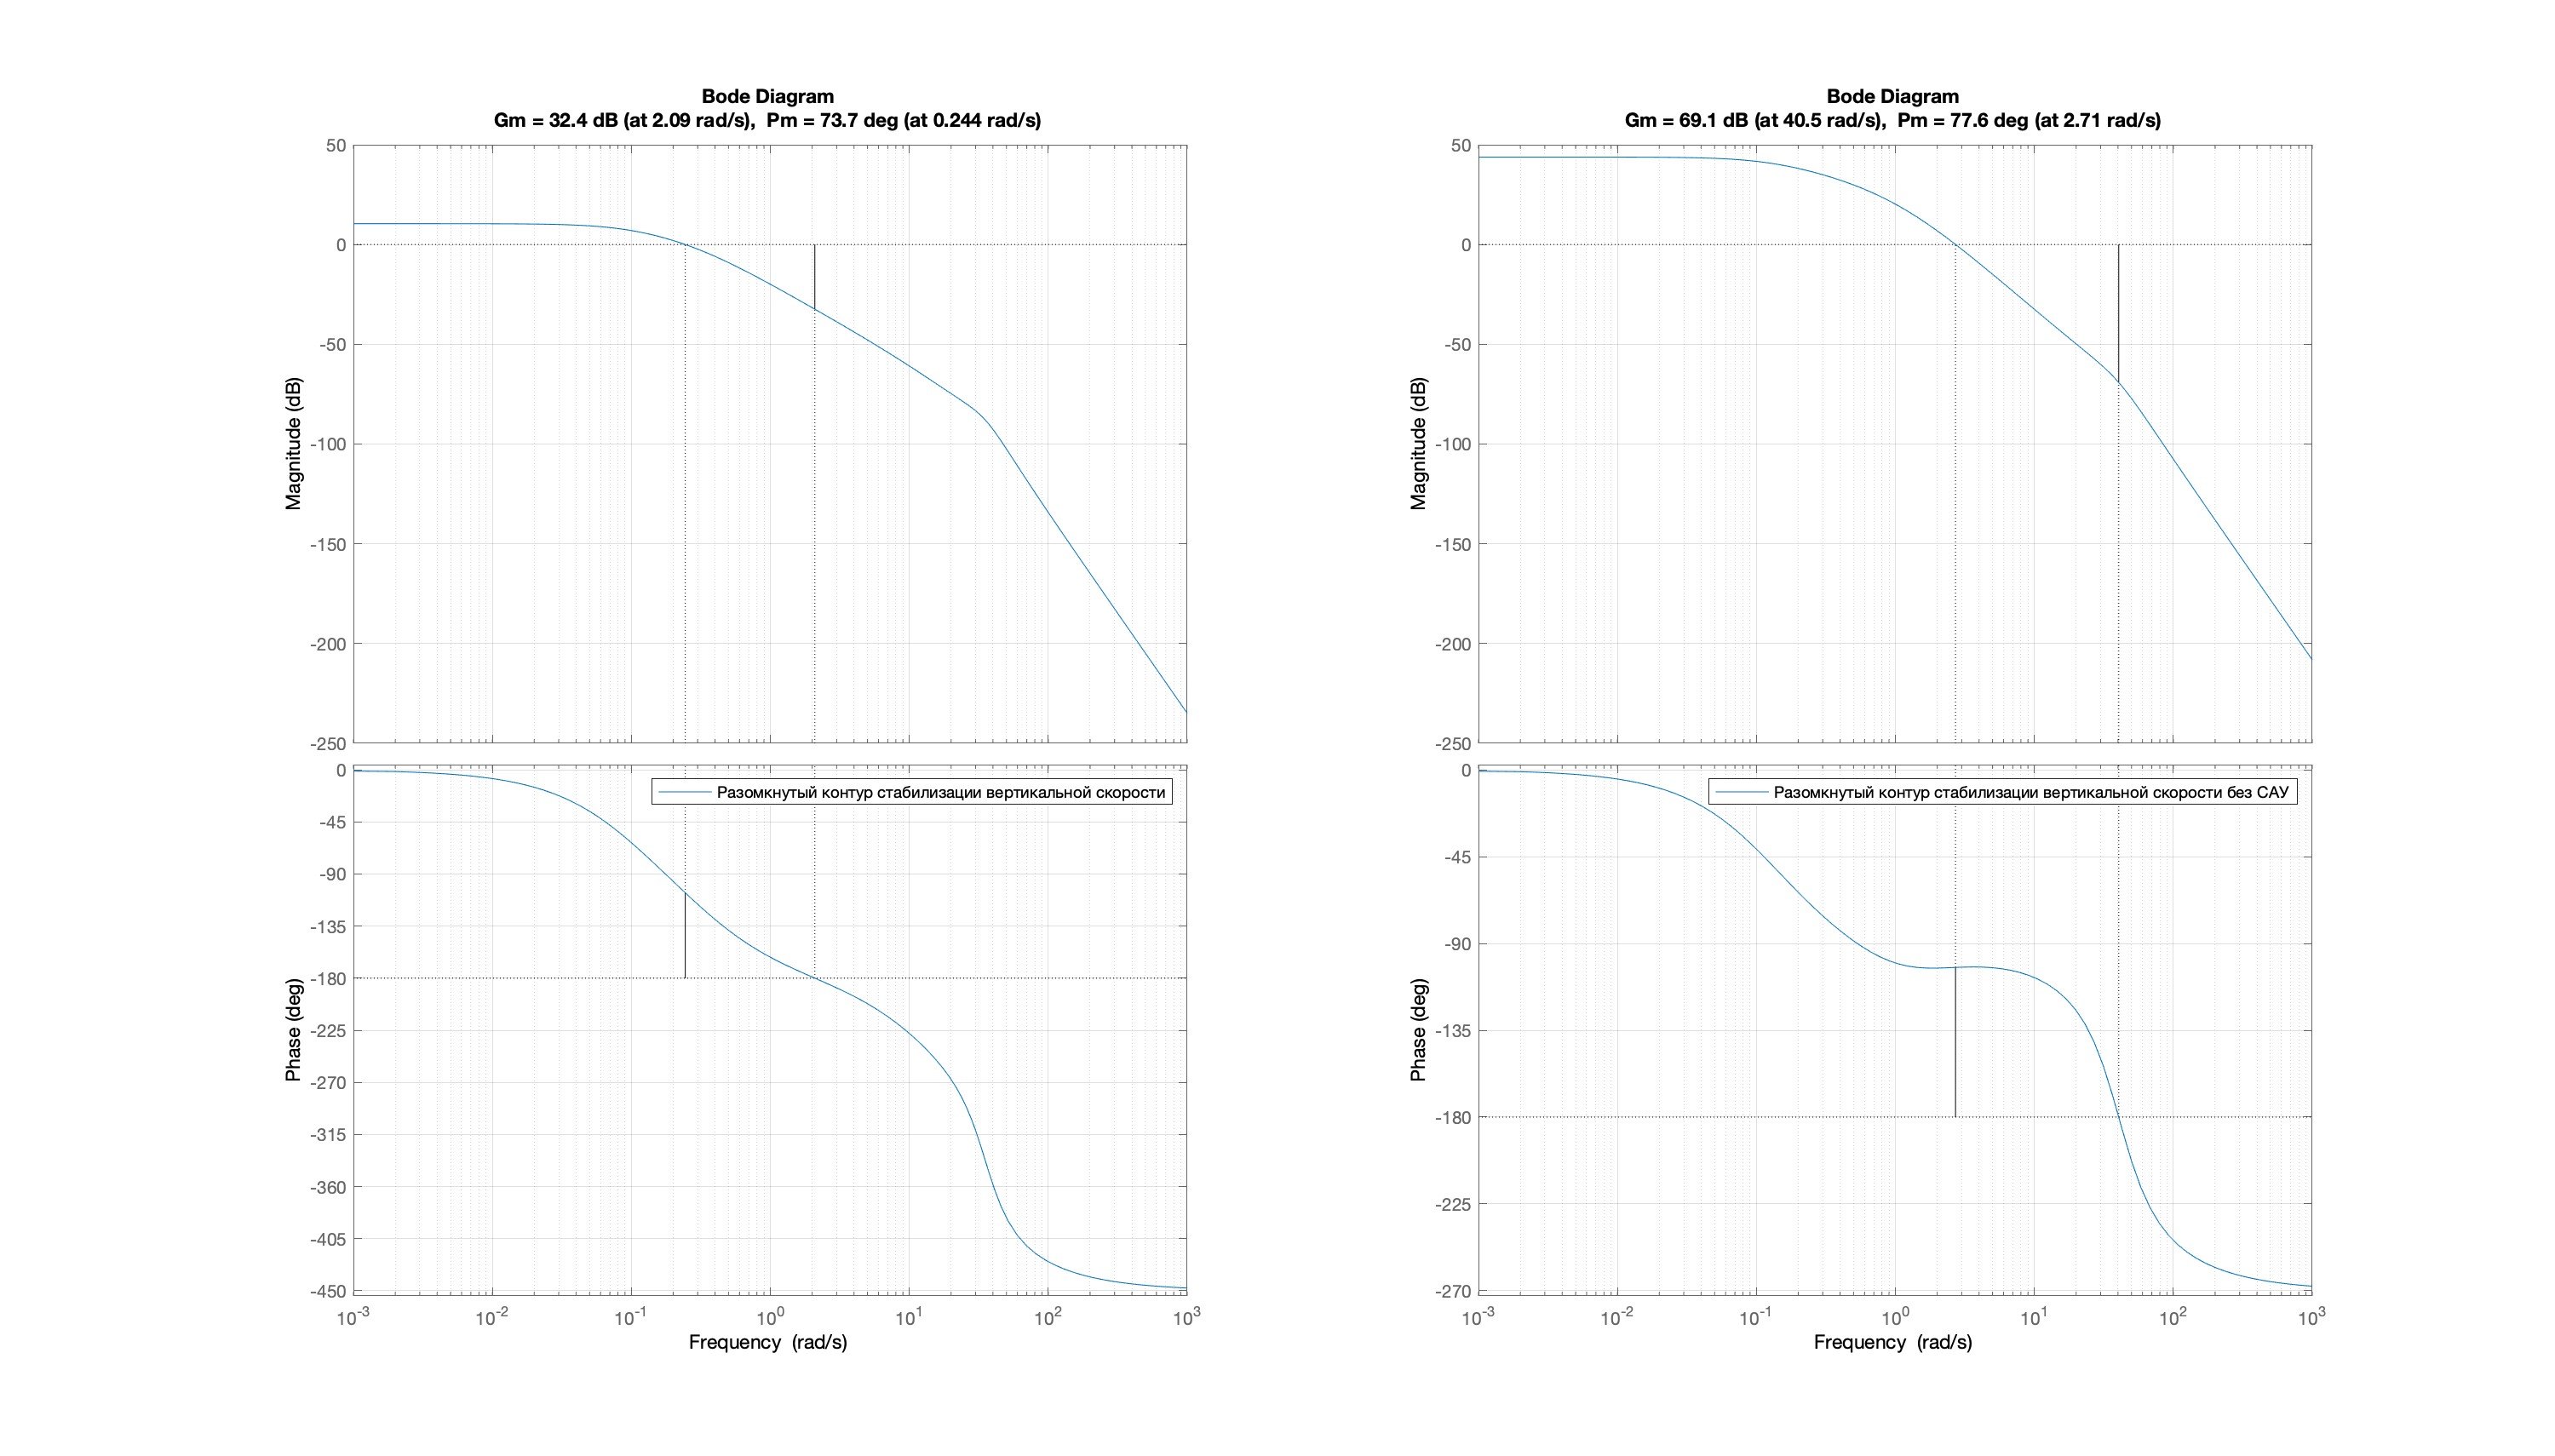 Bode Diagram
Gm = 32.4 dB (at 2.09 rad/s), Pm = 73.7 deg (at 0.244 rad/s)
50
0
-50
-100
-150
-200
-250
Magnitude (dB)
0
-45
-90
-135
-180
-225
-270
-315
-360
-405
-450
Phase (deg)
Разомкнутый контур стабилизации вертикальной скорости
10-3 10-2 10-1 100 101 102 103
Frequency (rad/s)
Bode Diagram
Gm = 69.1 dB (at 40.5 rad/s), Pm = 77.6 deg (at 2.71 rad/s)
50
0
-50
-100
-150
-200
-250
Magnitude (dB)
0
-45
-90
-135
-180
-225
-270
Phase (deg)
Разомкнутый контур стабилизации вертикальной скорости без САУ
10-3 10-2 10-1 100 101 102 103
Frequency (rad/s)